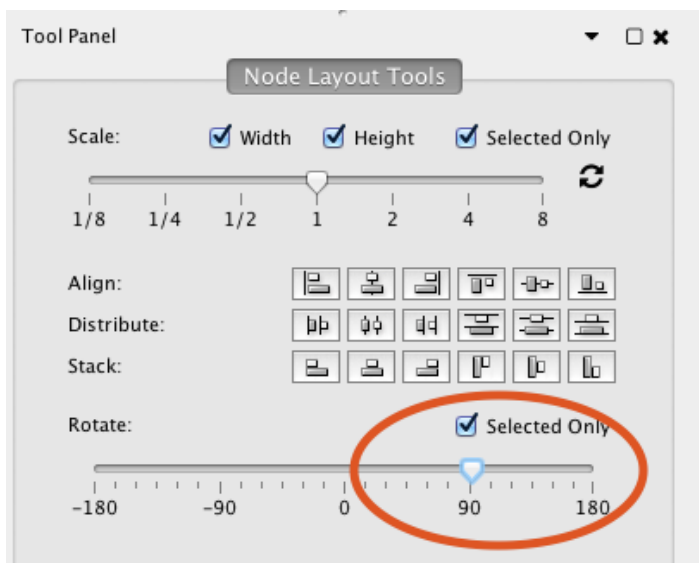 Tool Panel
Node Layout Tools
Scale: Width Height Selected Only
1/8 1/4 1/2 1 2 4 8
Align:
Distribute:
Stack:
Rotate: Selected Only
-180 -90 0 90 180